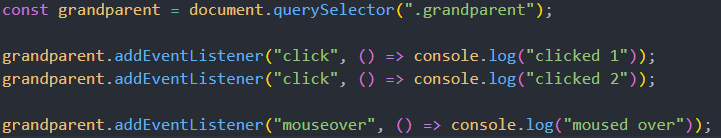 const grandparent = document.querySelector(".grandparent");
grandparent.addEventListener("click", () => console.log("clicked 1"));
grandparent.addEventListener("click", () => console.log("clicked 2"));
grandparent.addEventListener("mouseover", () => console.log("moused over"));